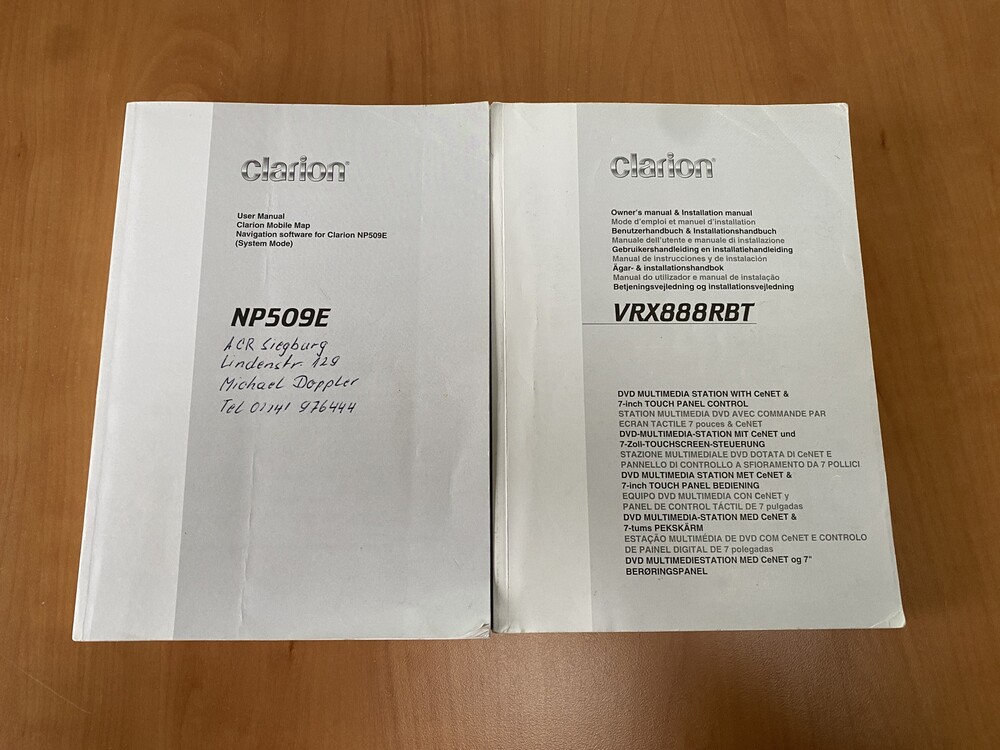 Clarion®
User Manual
Clarion Mobile Map
Navigation software for Clarion NP509E
(System Mode)
NP509E
ACR Siegburg
Lindenstr. 129
Michael Doppler
Tel 02241 976444
Clarion®
Owner's manual & Installation manual
Mode d'emploi et manuel d'installation
Benutzerhandbuch & Installationshandbuch
Manuale dell'utente e manuale di installazione
Gebruikershandleiding en installatiehandleiding
Manual de instrucciones y de instalación
Ägar- & installationshandbok
Manual do utilizador e manual de instalação
Betjeningsvejledning og installationsvejledning
VRX888RBT
DVD MULTIMEDIA STATION WITH CeNET &
7-inch TOUCH PANEL CONTROL
STATION MULTIMEDIA DVD AVEC COMMANDE PAR
ECRAN TACTILE 7 pouces & CeNET
DVD-MULTIMEDIA-STATION MIT CeNET und
7-Zoll-TOUCHSCREEN-STEUERUNG
STAZIONE MULTIMEDIALE DVD DOTATA DI CeNET E
PANNELLO DI CONTROLLO A SFIORAMENTO DA 7 POLLICI
DVD MULTIMEDIA STATION MET CeNET &
7-inch TOUCH PANEL BEDIENING
EQUIPO DVD MULTIMEDIA CON CeNET y
PANEL DE CONTROL TÁCTIL DE 7 pulgadas
DVD MULTIMEDIA-STATION MED CeNET &
7-tums PEKSKÄRM
ESTAÇÃO MULTIMÉDIA DE DVD COM CeNET E CONTROLO
DE PAINEL DIGITAL DE 7 polegadas
DVD MULTIMEDIESTATION MED CeNET og 7"
BERØRINGSPANEL